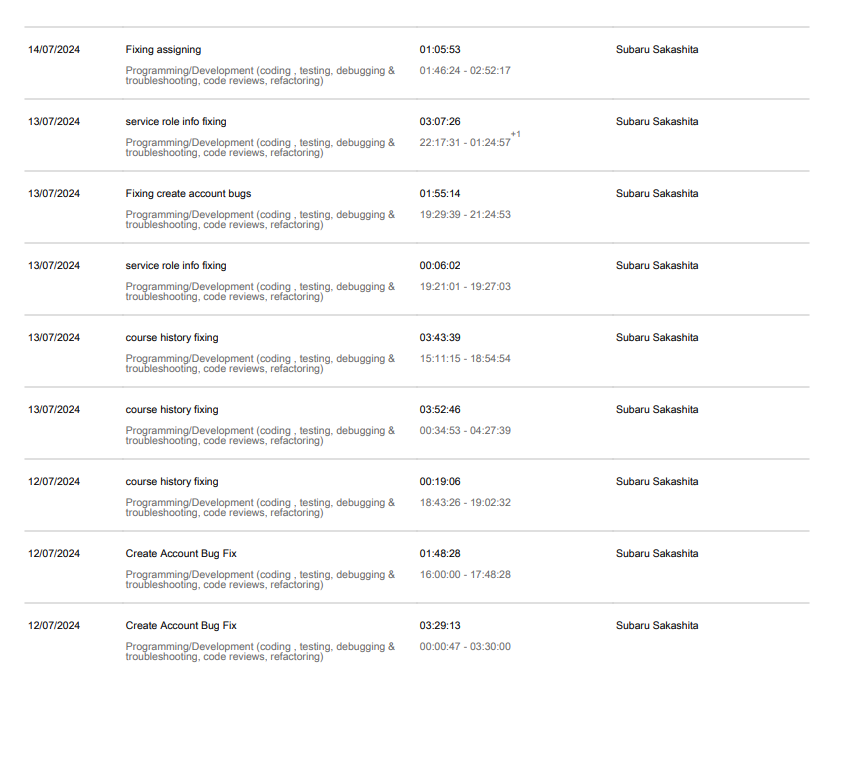 14/07/2024 Fixing assigning 01:05:53 Subaru Sakashita
Programming/Development (coding , testing, debugging & 01:46:24 - 02:52:17
troubleshooting, code reviews, refactoring)
13/07/2024 service role info fixing 03:07:26 Subaru Sakashita
Programming/Development (coding , testing, debugging & 22:17:31 - 01:24:57 +1
troubleshooting, code reviews, refactoring)
13/07/2024 Fixing create account bugs 01:55:14 Subaru Sakashita
Programming/Development (coding , testing, debugging & 19:29:39 - 21:24:53
troubleshooting, code reviews, refactoring)
13/07/2024 service role info fixing 00:06:02 Subaru Sakashita
Programming/Development (coding , testing, debugging & 19:21:01 - 19:27:03
troubleshooting, code reviews, refactoring)
13/07/2024 course history fixing 03:43:39 Subaru Sakashita
Programming/Development (coding , testing, debugging & 15:11:15 - 18:54:54
troubleshooting, code reviews, refactoring)
13/07/2024 course history fixing 03:52:46 Subaru Sakashita
Programming/Development (coding , testing, debugging & 00:34:53 - 04:27:39
troubleshooting, code reviews, refactoring)
12/07/2024 course history fixing 00:19:06 Subaru Sakashita
Programming/Development (coding , testing, debugging & 18:43:26 - 19:02:32
troubleshooting, code reviews, refactoring)
12/07/2024 Create Account Bug Fix 01:48:28 Subaru Sakashita
Programming/Development (coding , testing, debugging & 16:00:00 - 17:48:28
troubleshooting, code reviews, refactoring)
12/07/2024 Create Account Bug Fix 03:29:13 Subaru Sakashita
Programming/Development (coding , testing, debugging & 00:00:47 - 03:30:00
troubleshooting, code reviews, refactoring)